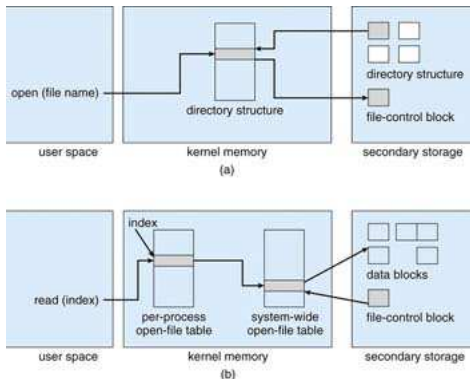 open (file name)
directory structure
directory structure
file-control block
user space
kernel memory
secondary storage
(a)
index
read (index)
per-process
open-file table
system-wide
open-file table
data blocks
file-control block
user space
kernel memory
secondary storage
(b)